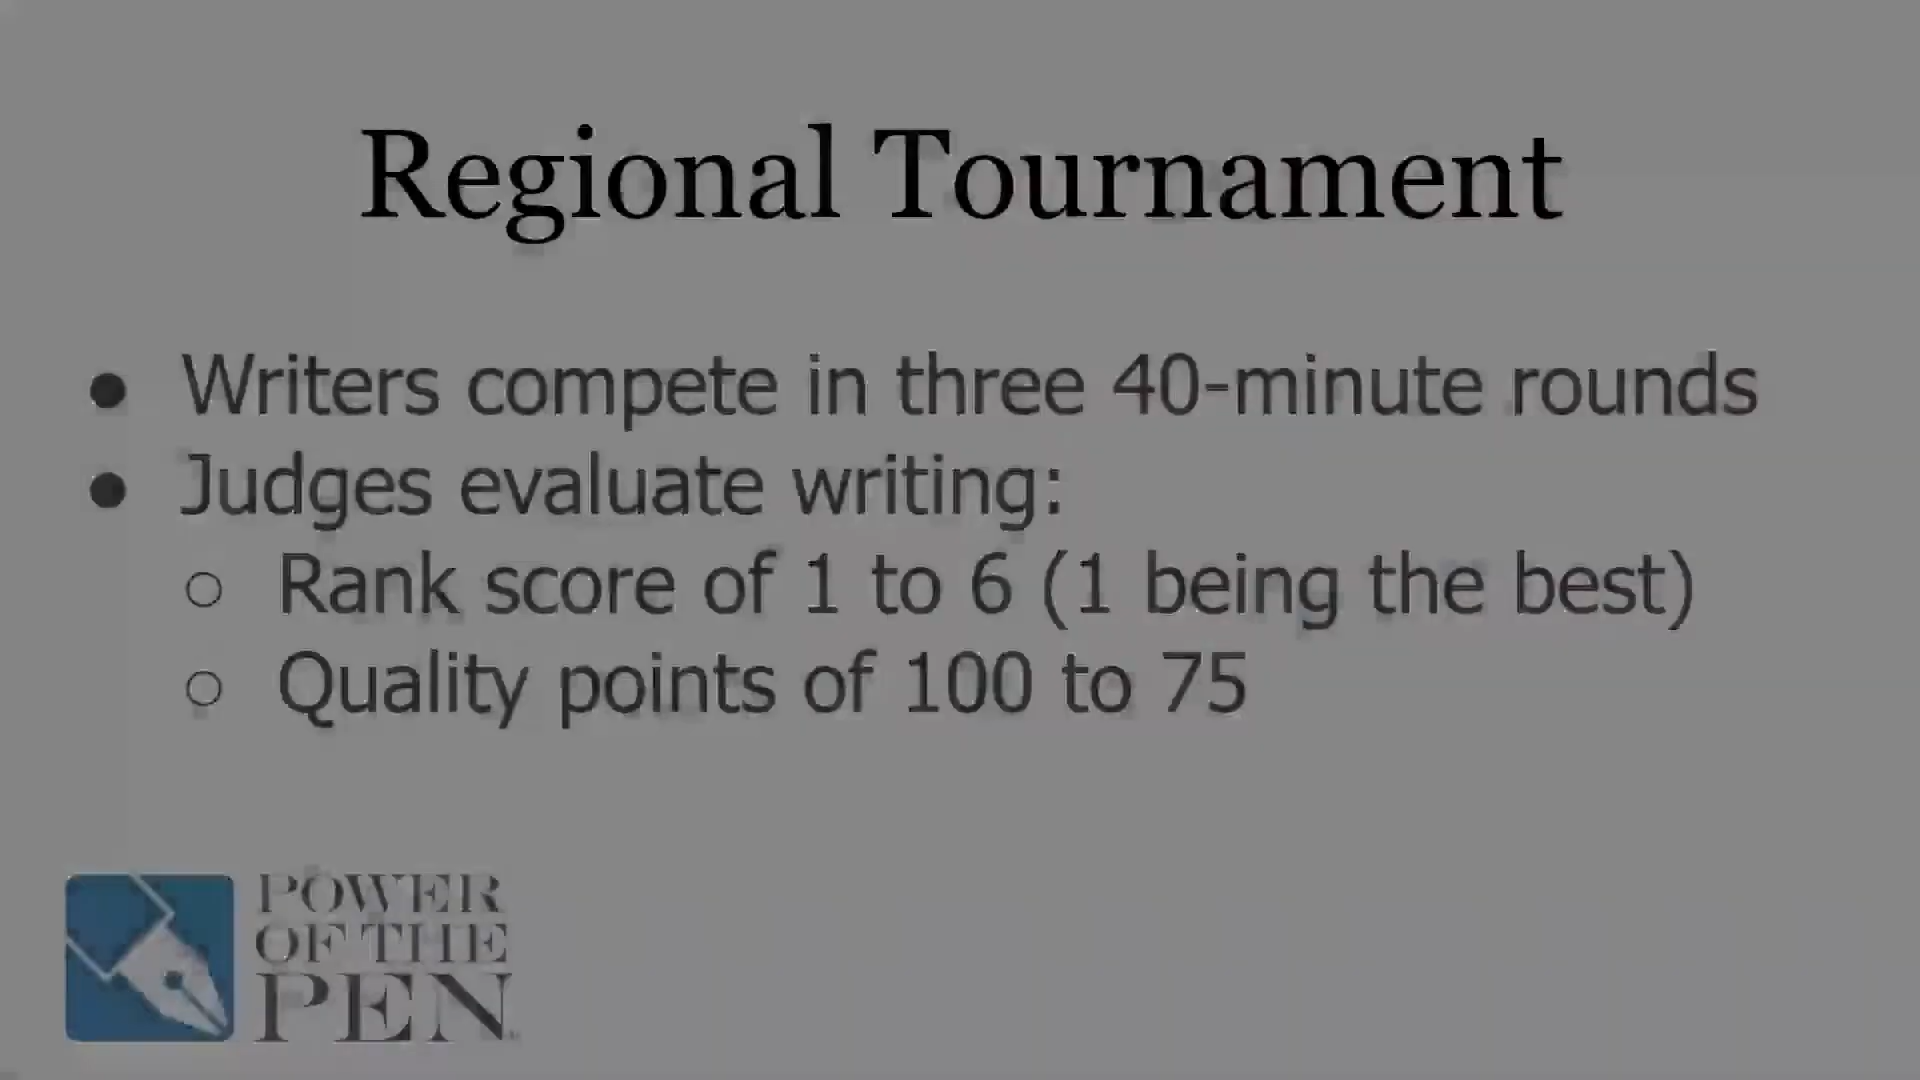 Regional Tournament
● Writers compete in three 40-minute rounds
● Judges evaluate writing:
○ Rank score of 1 to 6 (1 being the best)
○ Quality points of 100 to 75
POWER
OF THE
PEN